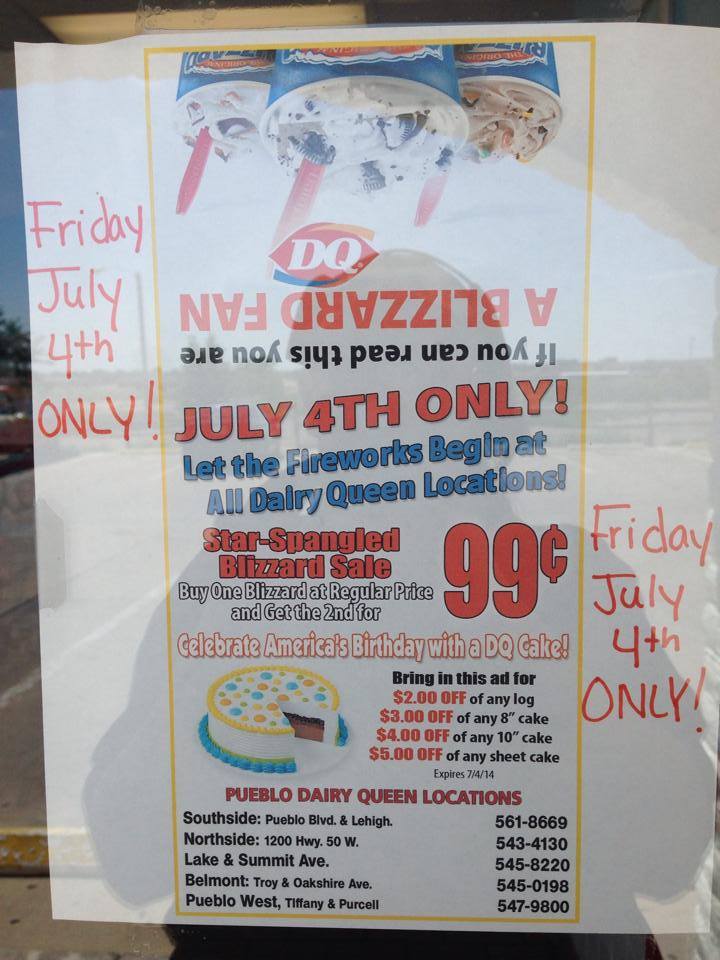 DQ
A BLIZZARD FAN
If you can read this you are
JULY 4TH ONLY!
Let the Fireworks Begin at
All Dairy Queen Locations!
Star-Spangled
Blizzard Sale
Buy One Blizzard at Regular Price
and Get the 2nd for
99¢
Celebrate America's Birthday with a DQ Cake!
Bring in this ad for
$2.00 OFF of any log
$3.00 OFF of any 8" cake
$4.00 OFF of any 10" cake
$5.00 OFF of any sheet cake
Expires 7/4/14
PUEBLO DAIRY QUEEN LOCATIONS
Southside: Pueblo Blvd. & Lehigh. 561-8669
Northside: 1200 Hwy. 50 W. 543-4130
Lake & Summit Ave. 545-8220
Belmont: Troy & Oakshire Ave. 545-0198
Pueblo West, Tiffany & Purcell 547-9800
Friday
July
4th
ONLY!
Friday
July
4th
ONLY!